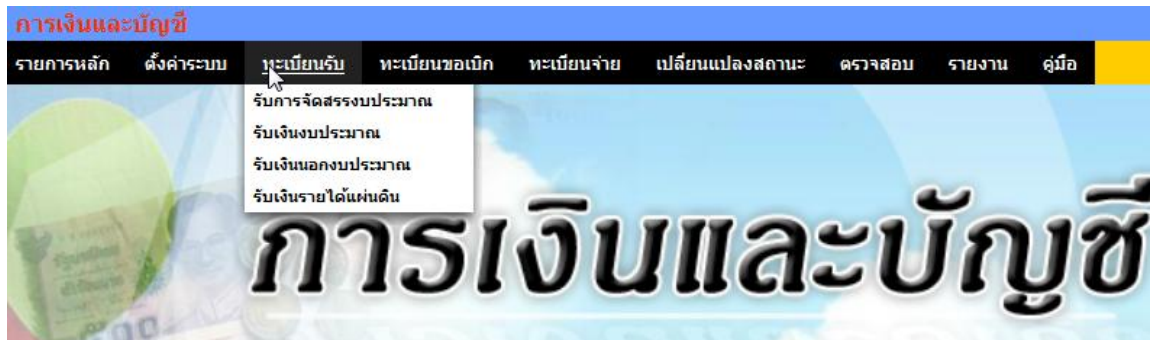 การเงินและบัญชี
รายการหลัก ตั้งค่าระบบ ทะเบียนรับ ทะเบียนขอเบิก ทะเบียนจ่าย เปลี่ยนแปลงสถานะ ตรวจสอบ รายงาน คู่มือ
รับการจัดสรรงบประมาณ
รับเงินงบประมาณ
รับเงินนอกงบประมาณ
รับเงินรายได้แผ่นดิน
การเงินและบัญชี